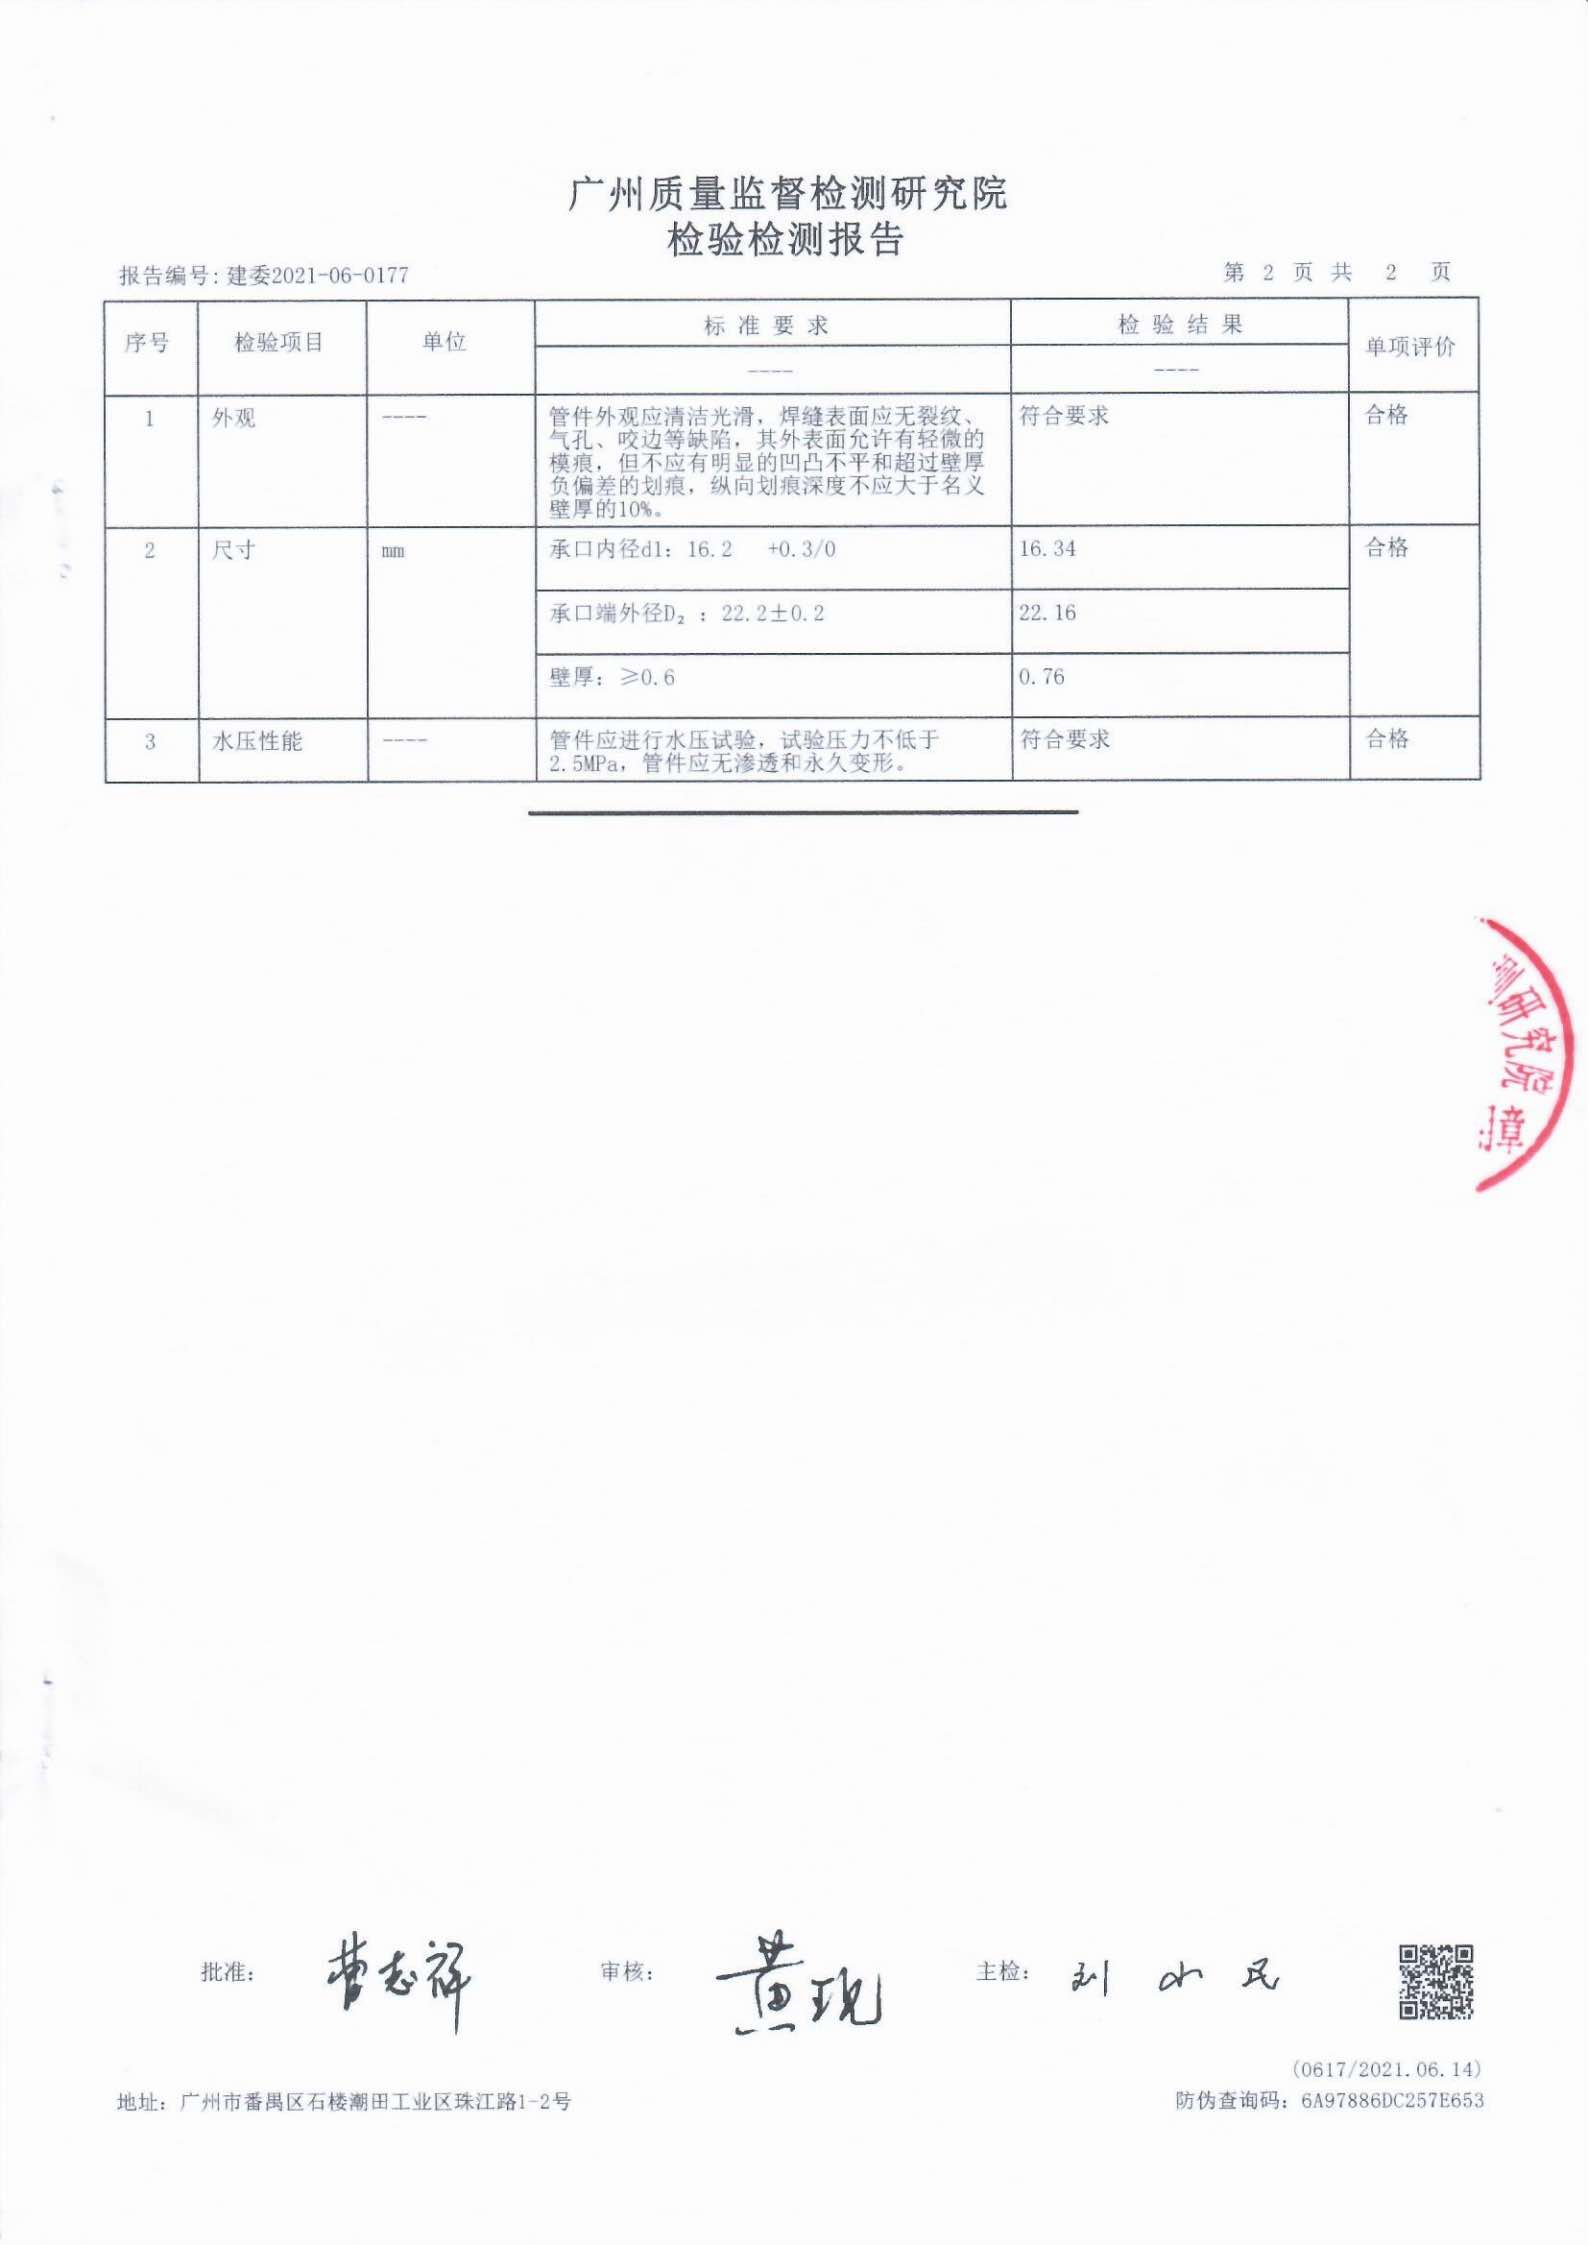 广州质量监督检测研究院
检验检测报告
报告编号: 建委2021-06-0177
第 2 页 共 2 页
序号 检验项目 单位 标准要求 检验结果 单项评价
---- ----
1 外观 ---- 管件外观应清洁光滑，焊缝表面应无裂纹、 符合要求 合格
气孔、咬边等缺陷，其外表面允许有轻微的
模痕，但不应有明显的凹凸不平和超过壁厚
负偏差的划痕，纵向划痕深度不应大于名义
壁厚的10%。
2 尺寸 mm 承口内径d1：16.2 +0.3/0 16.34 合格
承口端外径D₂ ：22.2±0.2 22.16
壁厚：≥0.6 0.76
3 水压性能 ---- 管件应进行水压试验，试验压力不低于 符合要求 合格
2.5MPa，管件应无渗透和永久变形。
测研究院
章
批准： 曹志祥 审核： 黄现 主检： 刘小民
(0617/2021.06.14)
地址：广州市番禺区石楼潮田工业区珠江路1-2号
防伪查询码：6A97886DC257E653